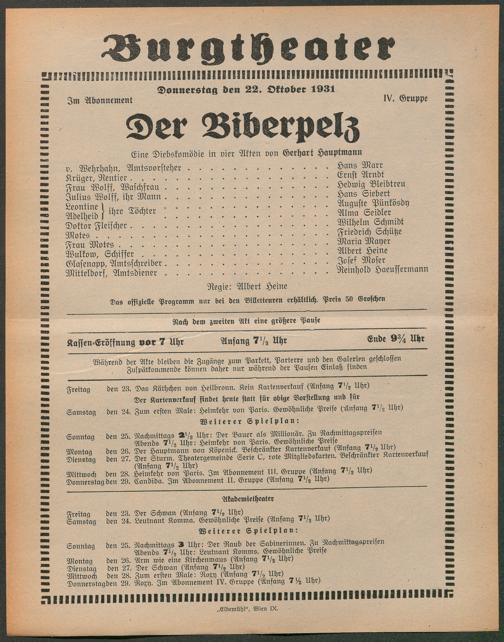 Burgtheater
Donnerstag den 22. Oktober 1931
Im Abonnement IV. Gruppe
Der Biberpelz
Eine Diebskomödie in vier Akten von Gerhart Hauptmann
v. Wehrhahn, Amtsvorsteher . . . Hans Marr
Krüger, Rentier . . . Ernst Arndt
Frau Wolff, Waschfrau . . . Hedwig Bleibtreu
Julius Wolff, ihr Mann . . . Hans Siebert
Leontine } ihre Töchter . . . Auguste Pünkösdy
Adelheid } . . . Alma Seidler
Doktor Fleischer . . . Wilhelm Schmidt
Motes . . . Friedrich Schütze
Frau Motes . . . Maria Mayer
Wulkow, Schiffer . . . Albert Heine
Glasenapp, Amtsschreiber . . . Josef Moser
Mitteldorf, Amtsdiener . . . Reinhold Haeussermann
Regie: Albert Heine
Das offizielle Programm nur bei den Billeteuren erhältlich. Preis 50 Groschen
Nach dem zweiten Akt eine größere Pause
Kassen-Eröffnung vor 7 Uhr Anfang 7½ Uhr Ende 9¾ Uhr
Während der Akte bleiben die Zugänge zum Parkett, Parterre und den Galerien geschlossen
Zuspätkommende können daher nur während der Pausen Einlaß finden
Freitag den 23. Das Käthchen von Heilbronn. Kein Kartenverkauf (Anfang 7½ Uhr)
Der Kartenverkauf findet heute statt für obige Vorstellung und für
Samstag den 24. Zum ersten Male: Heimkehr von Paris. Gewöhnliche Preise (Anfang 7½ Uhr)
Weiterer Spielplan:
Sonntag den 25. Nachmittags 2½ Uhr: Der Bauer als Millionär. Zu Nachmittagspreisen
Abends 7½ Uhr: Heimkehr von Paris. Gewöhnliche Preise
Montag den 26. Der Hauptmann von Köpenick. Beschränkter Kartenverkauf (Anfang 7½ Uhr)
Dienstag den 27. Der Sturm. Theatergemeinde Serie C, rote Mitgliedskarten. Beschränkter Kartenverkauf
(Anfang 7½ Uhr)
Mittwoch den 28. Heimkehr von Paris. Im Abonnement III. Gruppe (Anfang 7½ Uhr)
Donnerstag den 29. Candida. Im Abonnement II. Gruppe (Anfang 7½ Uhr)
Akademietheater
Freitag den 23. Der Schwan (Anfang 7½ Uhr)
Samstag den 24. Leutnant Komma. Gewöhnliche Preise (Anfang 7½ Uhr)
Weiterer Spielplan:
Sonntag den 25. Nachmittags 3 Uhr: Der Raub der Sabinerinnen. Zu Nachmittagspreisen
Abends 7½ Uhr: Leutnant Komma. Gewöhnliche Preise
Montag den 26. Arm wie eine Kirchenmaus (Anfang 7½ Uhr)
Dienstag den 27. Der Schwan (Anfang 7½ Uhr)
Mittwoch den 28. Zum ersten Male: Roxy (Anfang 7½ Uhr)
Donnerstag den 29. Roxy. Im Abonnement IV. Gruppe (Anfang 7½ Uhr)
„Elbemühl“, Wien IX.